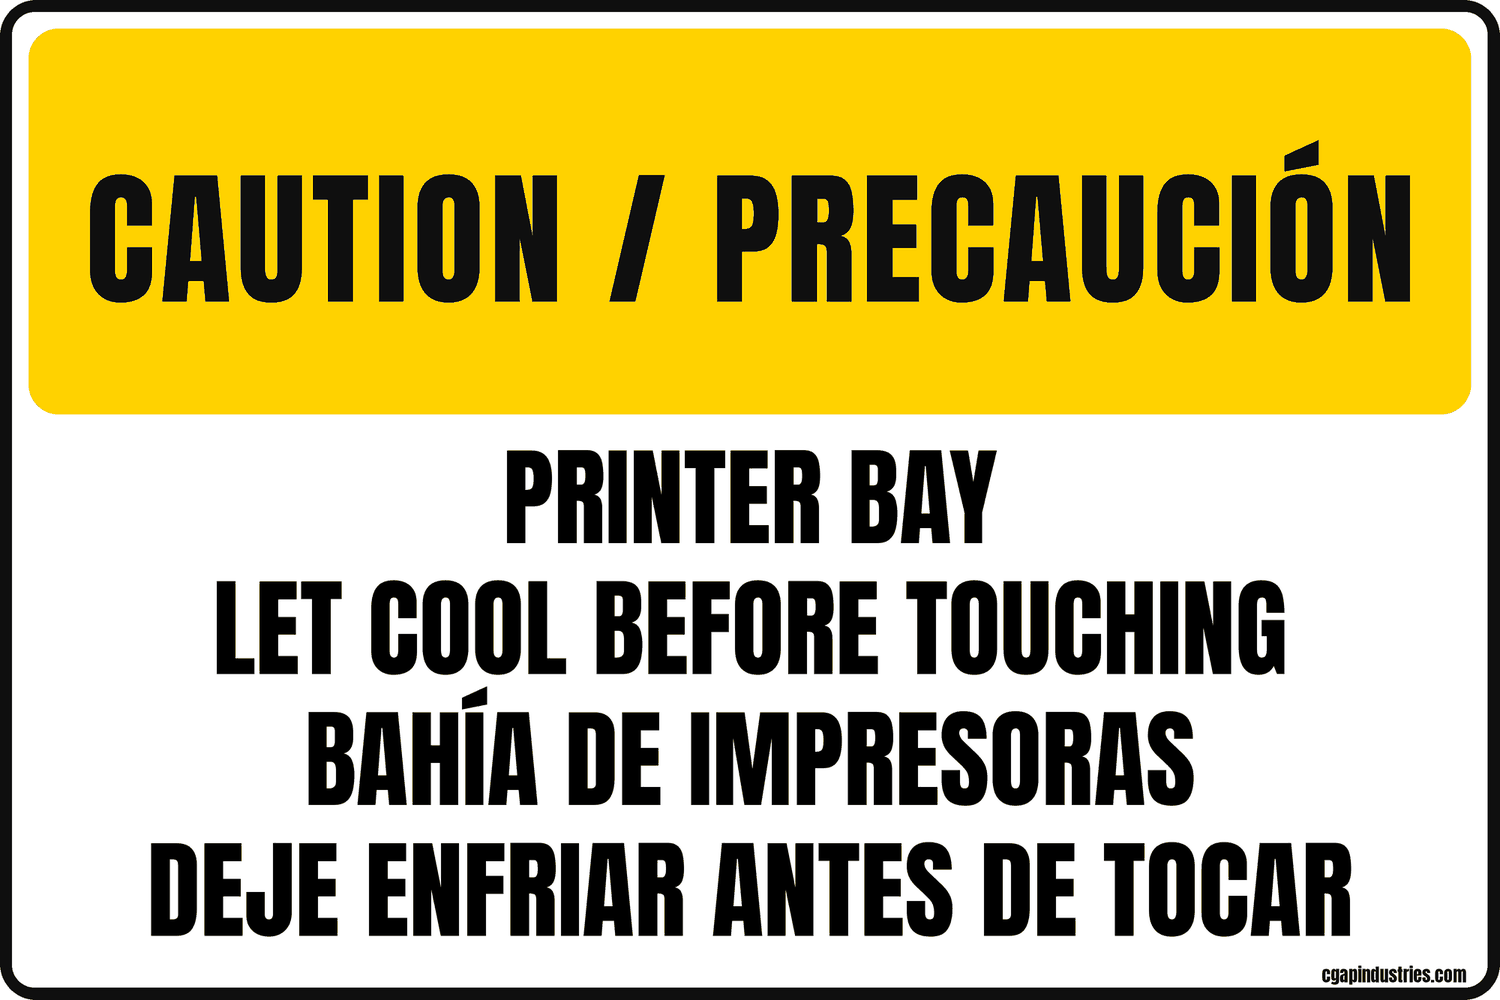 CAUTION / PRECAUCIÓN
PRINTER BAY
LET COOL BEFORE TOUCHING
BAHÍA DE IMPRESORAS
DEJE ENFRIAR ANTES DE TOCAR
cgapindustries.com